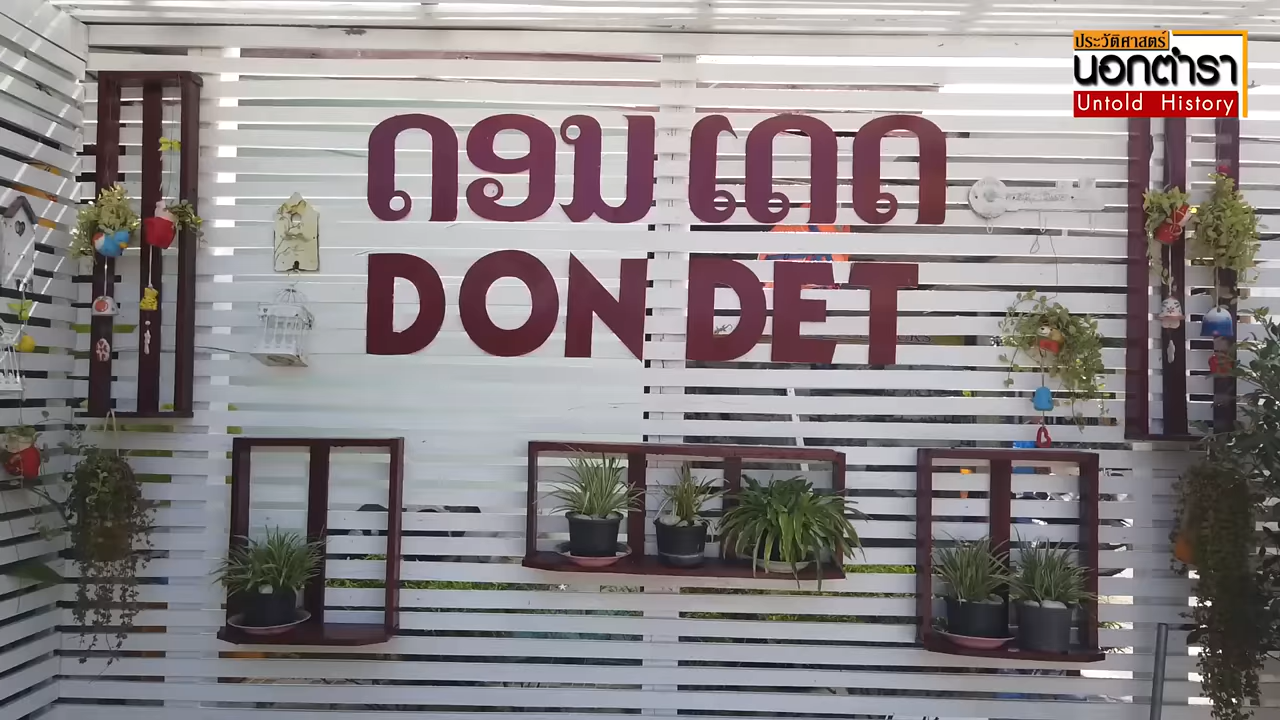 ประวัติศาสตร์
นอกตำรา
Untold History
ດອນ ເດດ
DON DET